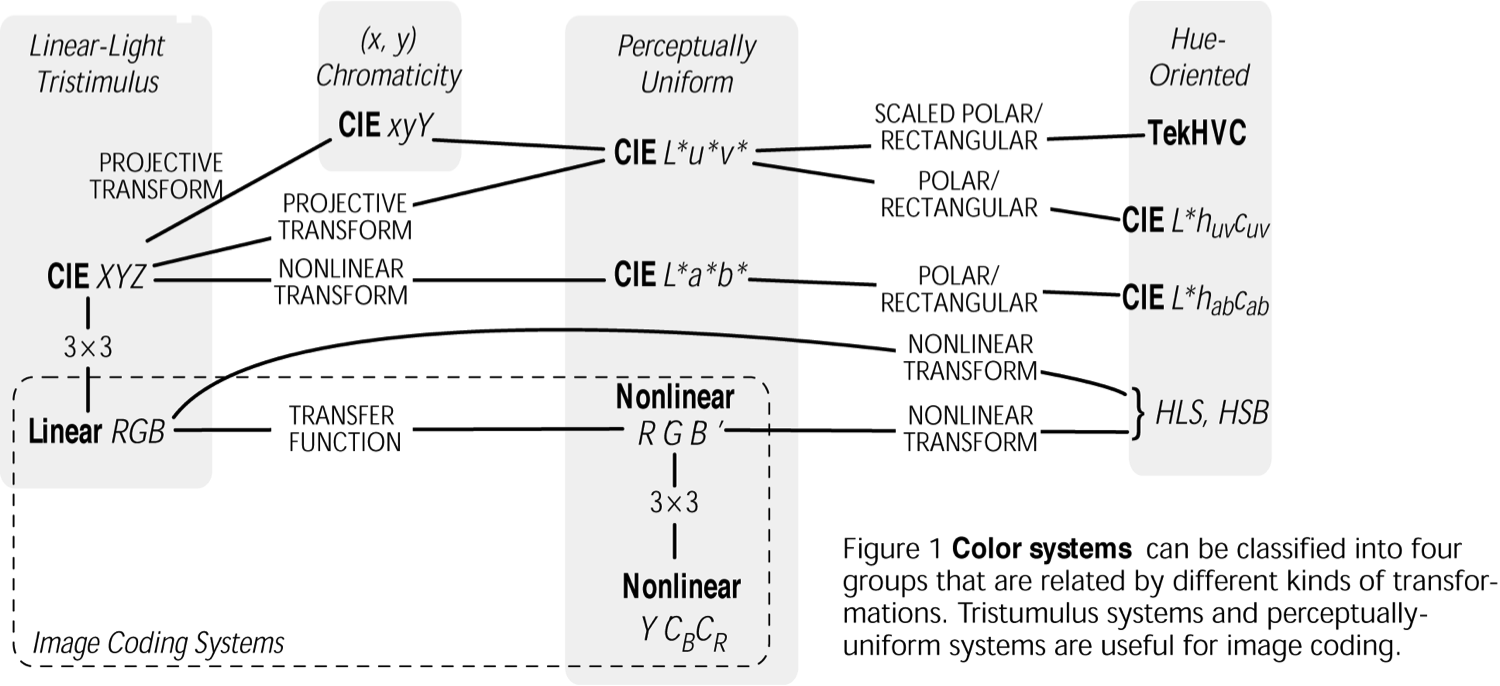 Linear-Light
Tristimulus
(x, y)
Chromaticity
Perceptually
Uniform
Hue-
Oriented
CIE xyY
SCALED POLAR/
RECTANGULAR
TekHVC
PROJECTIVE
TRANSFORM
CIE L*u*v*
POLAR/
RECTANGULAR
PROJECTIVE
TRANSFORM
CIE L*huvcuv
CIE XYZ
NONLINEAR
TRANSFORM
CIE L*a*b*
POLAR/
RECTANGULAR
CIE L*habcab
3×3
NONLINEAR
TRANSFORM
Linear RGB
TRANSFER
FUNCTION
Nonlinear
R G B ′
NONLINEAR
TRANSFORM
} HLS, HSB
3×3
Nonlinear
Y CBCR
Image Coding Systems
Figure 1 Color systems can be classified into four
groups that are related by different kinds of transfor-
mations. Tristumulus systems and perceptually-
uniform systems are useful for image coding.